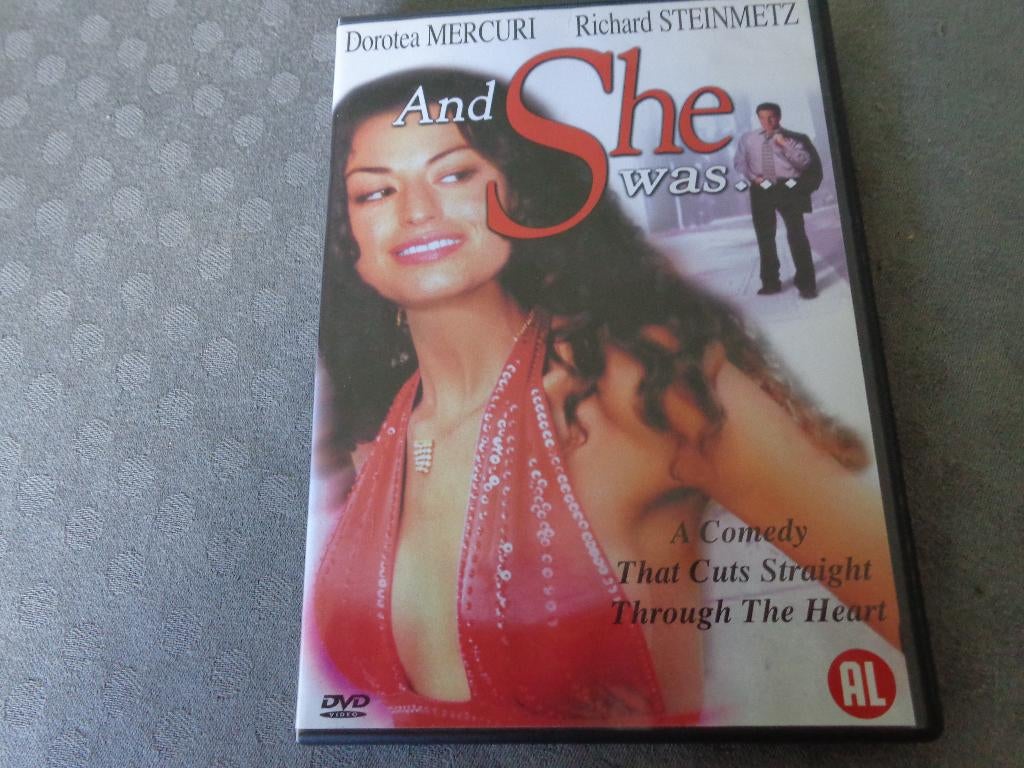 Dorotea MERCURI Richard STEINMETZ
And She
was...
A Comedy
That Cuts Straight
Through The Heart
DVD
VIDEO
AL